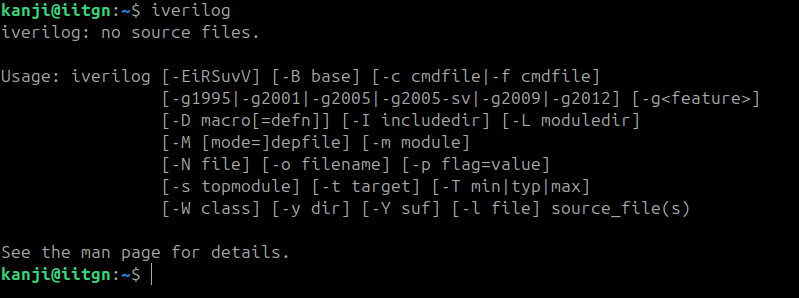 kanji@iitgn:~$ iverilog
iverilog: no source files.
Usage: iverilog [-EiRSuvV] [-B base] [-c cmdfile|-f cmdfile]
[-g1995|-g2001|-g2005|-g2005-sv|-g2009|-g2012] [-g<feature>]
[-D macro[=defn]] [-I includedir] [-L moduledir]
[-M [mode=]depfile] [-m module]
[-N file] [-o filename] [-p flag=value]
[-s topmodule] [-t target] [-T min|typ|max]
[-W class] [-y dir] [-Y suf] [-l file] source_file(s)
See the man page for details.
kanji@iitgn:~$